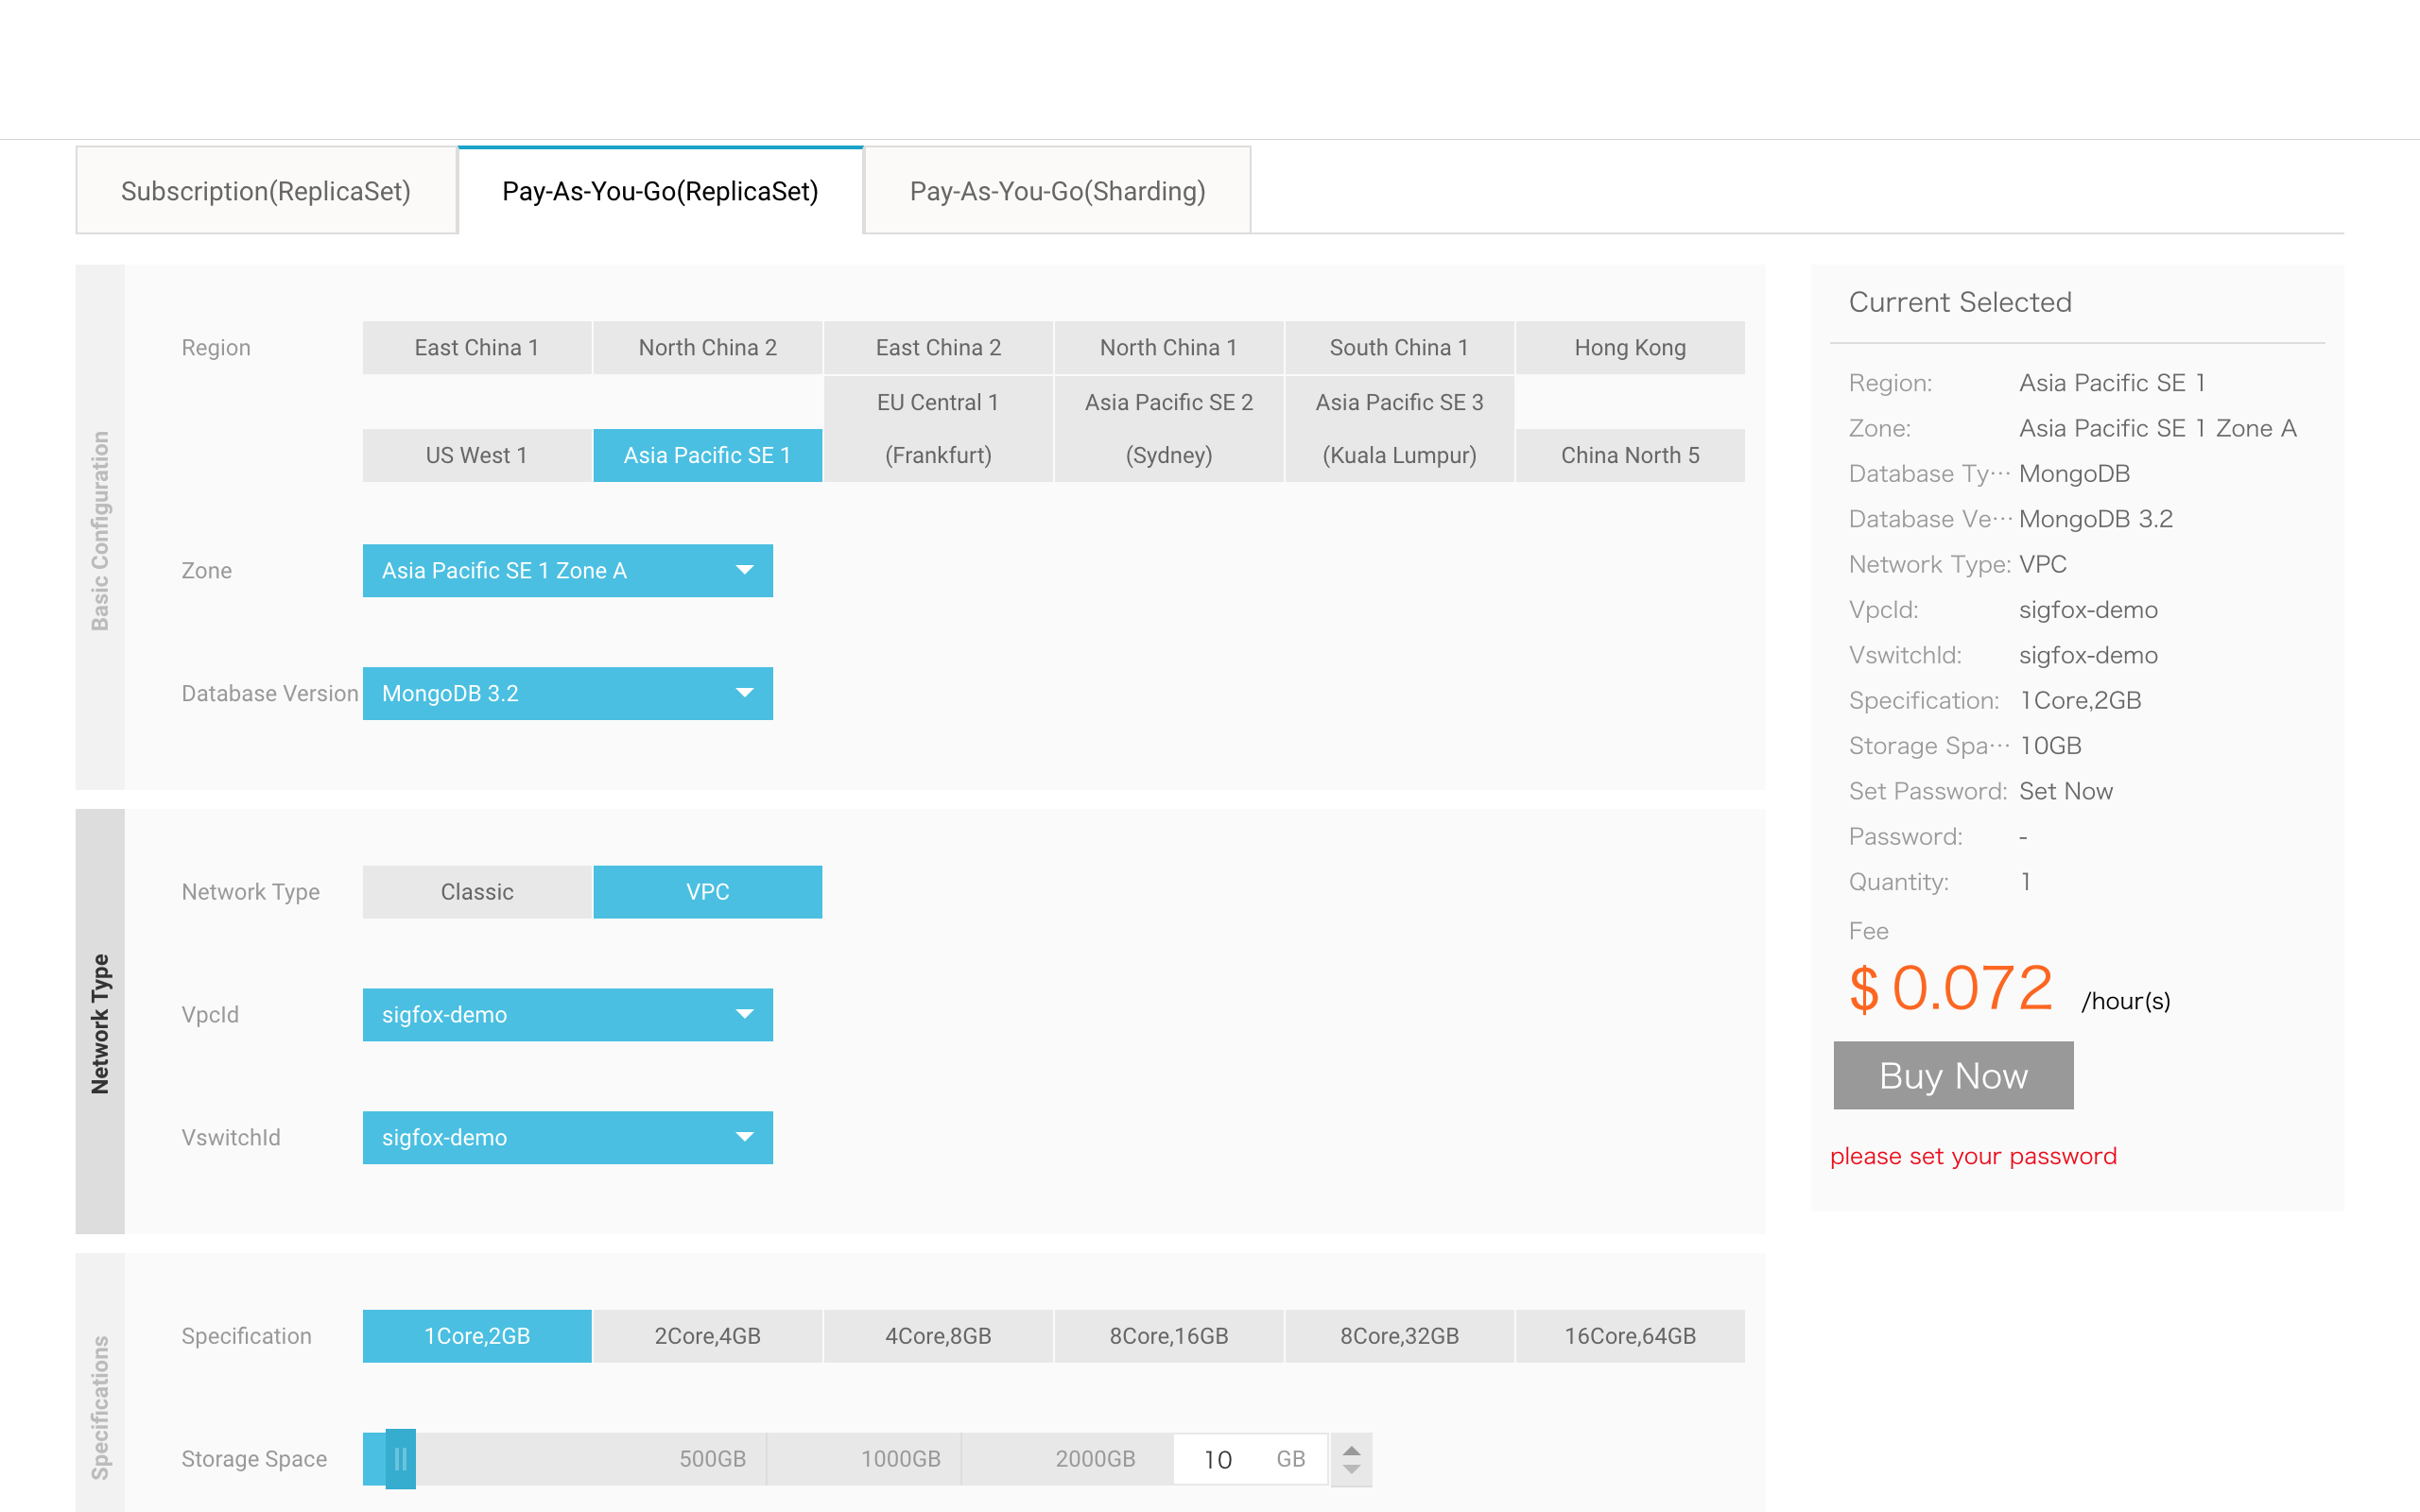 Subscription(ReplicaSet)
Pay-As-You-Go(ReplicaSet)
Pay-As-You-Go(Sharding)
Basic Configuration
Region
East China 1
North China 2
East China 2
North China 1
South China 1
Hong Kong
US West 1
Asia Pacific SE 1
EU Central 1
(Frankfurt)
Asia Pacific SE 2
(Sydney)
Asia Pacific SE 3
(Kuala Lumpur)
China North 5
Zone
Asia Pacific SE 1 Zone A
Database Version
MongoDB 3.2
Network Type
Network Type
Classic
VPC
VpcId
sigfox-demo
VswitchId
sigfox-demo
Specifications
Specification
1Core,2GB
2Core,4GB
4Core,8GB
8Core,16GB
8Core,32GB
16Core,64GB
Storage Space
500GB
1000GB
2000GB
10 GB
Current Selected
Region: Asia Pacific SE 1
Zone: Asia Pacific SE 1 Zone A
Database Ty··· MongoDB
Database Ve··· MongoDB 3.2
Network Type: VPC
VpcId: sigfox-demo
VswitchId: sigfox-demo
Specification: 1Core,2GB
Storage Spa··· 10GB
Set Password: Set Now
Password: -
Quantity: 1
Fee
$ 0.072 /hour(s)
Buy Now
please set your password